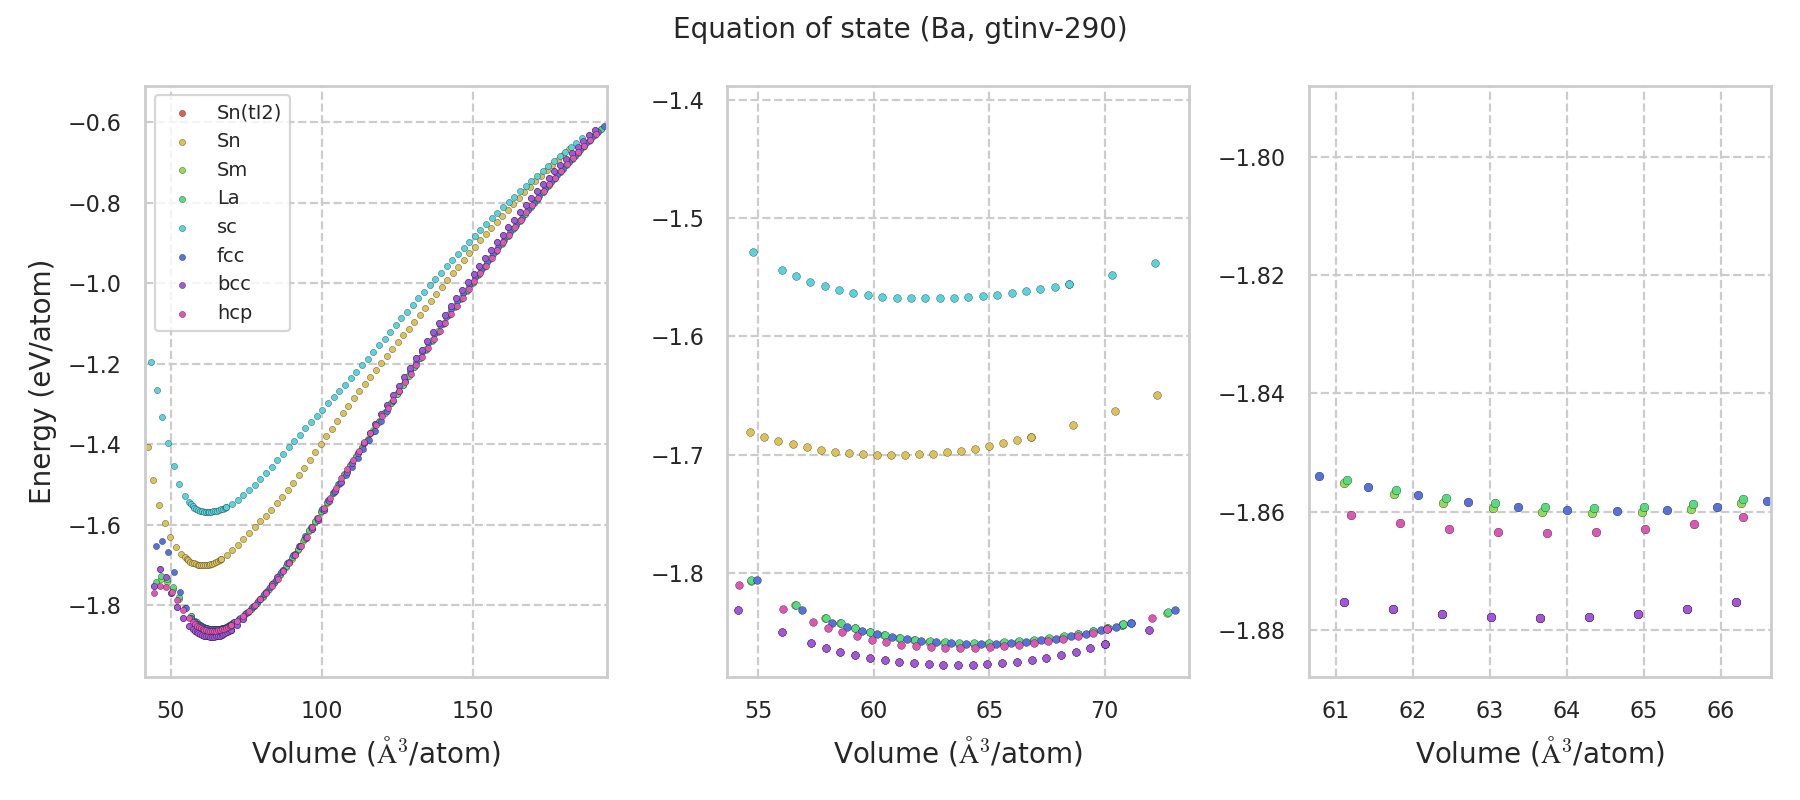 Equation of state (Ba, gtinv-290)
Energy (eV/atom)
−0.6
−0.8
−1.0
−1.2
−1.4
−1.6
−1.8
Sn(tI2)
Sn
Sm
La
sc
fcc
bcc
hcp
50 100 150
Volume (Å³/atom)
−1.4
−1.5
−1.6
−1.7
−1.8
55 60 65 70
Volume (Å³/atom)
−1.80
−1.82
−1.84
−1.86
−1.88
61 62 63 64 65 66
Volume (Å³/atom)